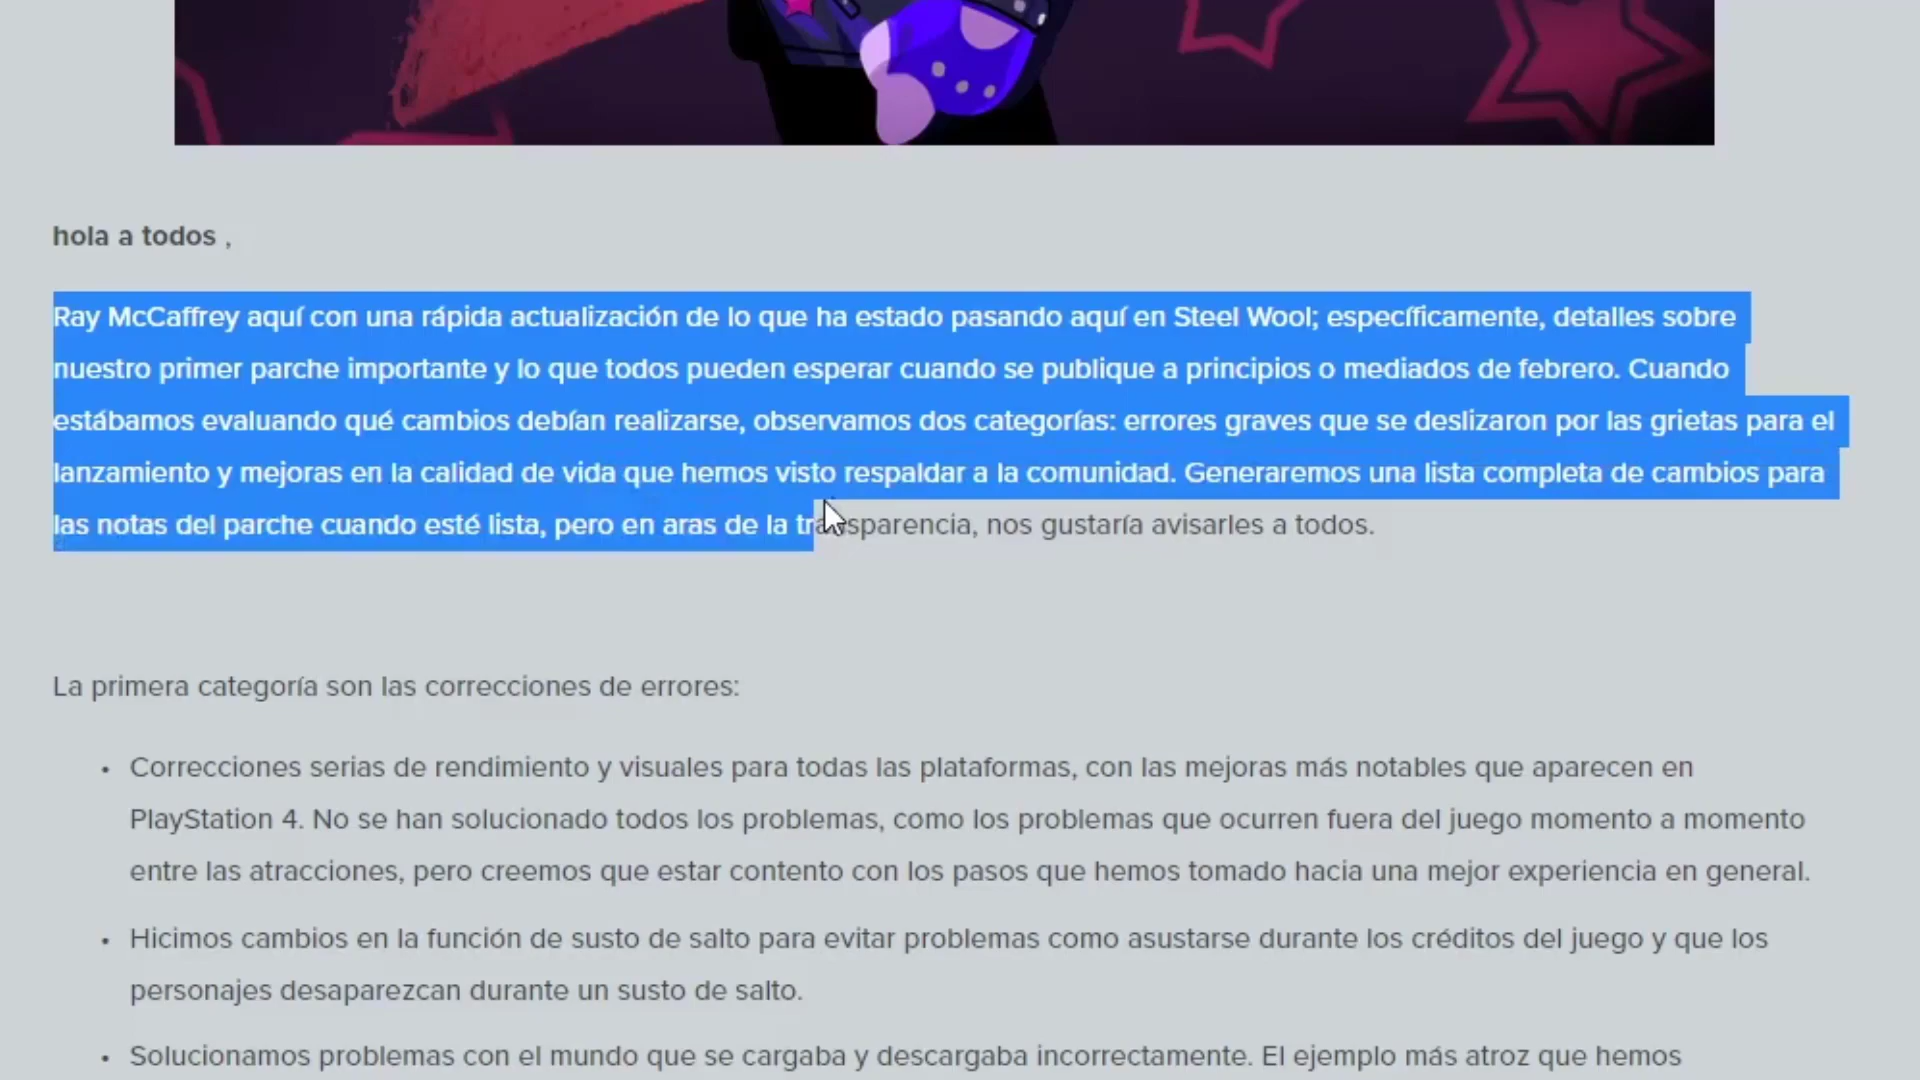 hola a todos ,
Ray McCaffrey aquí con una rápida actualización de lo que ha estado pasando aquí en Steel Wool; específicamente, detalles sobre
nuestro primer parche importante y lo que todos pueden esperar cuando se publique a principios o mediados de febrero. Cuando
estábamos evaluando qué cambios debían realizarse, observamos dos categorías: errores graves que se deslizaron por las grietas para el
lanzamiento y mejoras en la calidad de vida que hemos visto respaldar a la comunidad. Generaremos una lista completa de cambios para
las notas del parche cuando esté lista, pero en aras de la transparencia, nos gustaría avisarles a todos.
La primera categoría son las correcciones de errores:
• Correcciones serias de rendimiento y visuales para todas las plataformas, con las mejoras más notables que aparecen en
PlayStation 4. No se han solucionado todos los problemas, como los problemas que ocurren fuera del juego momento a momento
entre las atracciones, pero creemos que estar contento con los pasos que hemos tomado hacia una mejor experiencia en general.
• Hicimos cambios en la función de susto de salto para evitar problemas como asustarse durante los créditos del juego y que los
personajes desaparezcan durante un susto de salto.
• Solucionamos problemas con el mundo que se cargaba y descargaba incorrectamente. El ejemplo más atroz que hemos